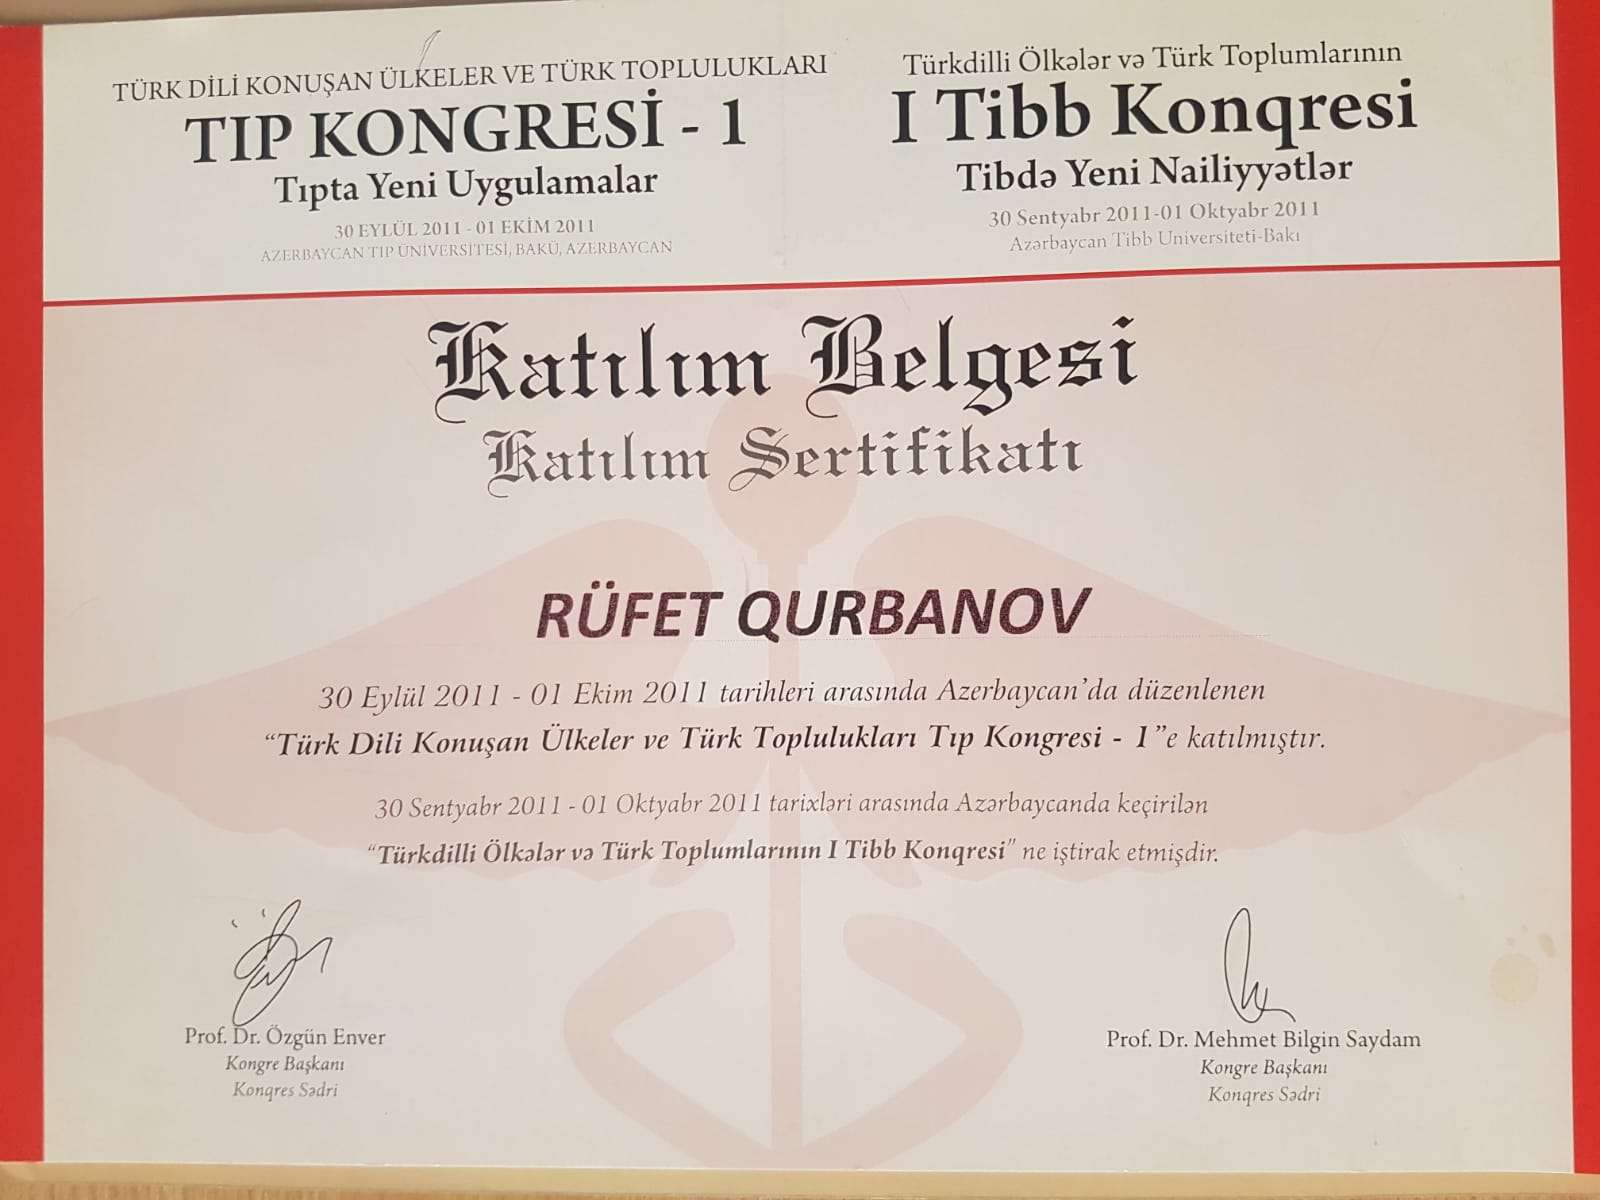 TÜRK DİLİ KONUŞAN ÜLKELER VE TÜRK TOPLULUKLARI
TIP KONGRESİ - 1
Tıpta Yeni Uygulamalar
30 EYLÜL 2011 - 01 EKİM 2011
AZERBAYCAN TIP ÜNİVERSİTESİ, BAKÜ, AZERBAYCAN
Türkdilli Ölkələr və Türk Toplumlarının
I Tibb Konqresi
Tibdə Yeni Nailiyyətlər
30 Sentyabr 2011-01 Oktyabr 2011
Azərbaycan Tibb Universiteti-Bakı
Katılım Belgesi
Katılım Sertifikatı
RÜFET QURBANOV
30 Eylül 2011 - 01 Ekim 2011 tarihleri arasında Azerbaycan’da düzenlenen
“Türk Dili Konuşan Ülkeler ve Türk Toplulukları Tıp Kongresi - I”e katılmıştır.
30 Sentyabr 2011 - 01 Oktyabr 2011 tarixləri arasında Azərbaycanda keçirilən
“Türkdilli Ölkələr və Türk Toplumlarının I Tibb Konqresi” ne iştirak etmişdir.
Prof. Dr. Özgün Enver
Kongre Başkanı
Konqres Sədri
Prof. Dr. Mehmet Bilgin Saydam
Kongre Başkanı
Konqres Sədri